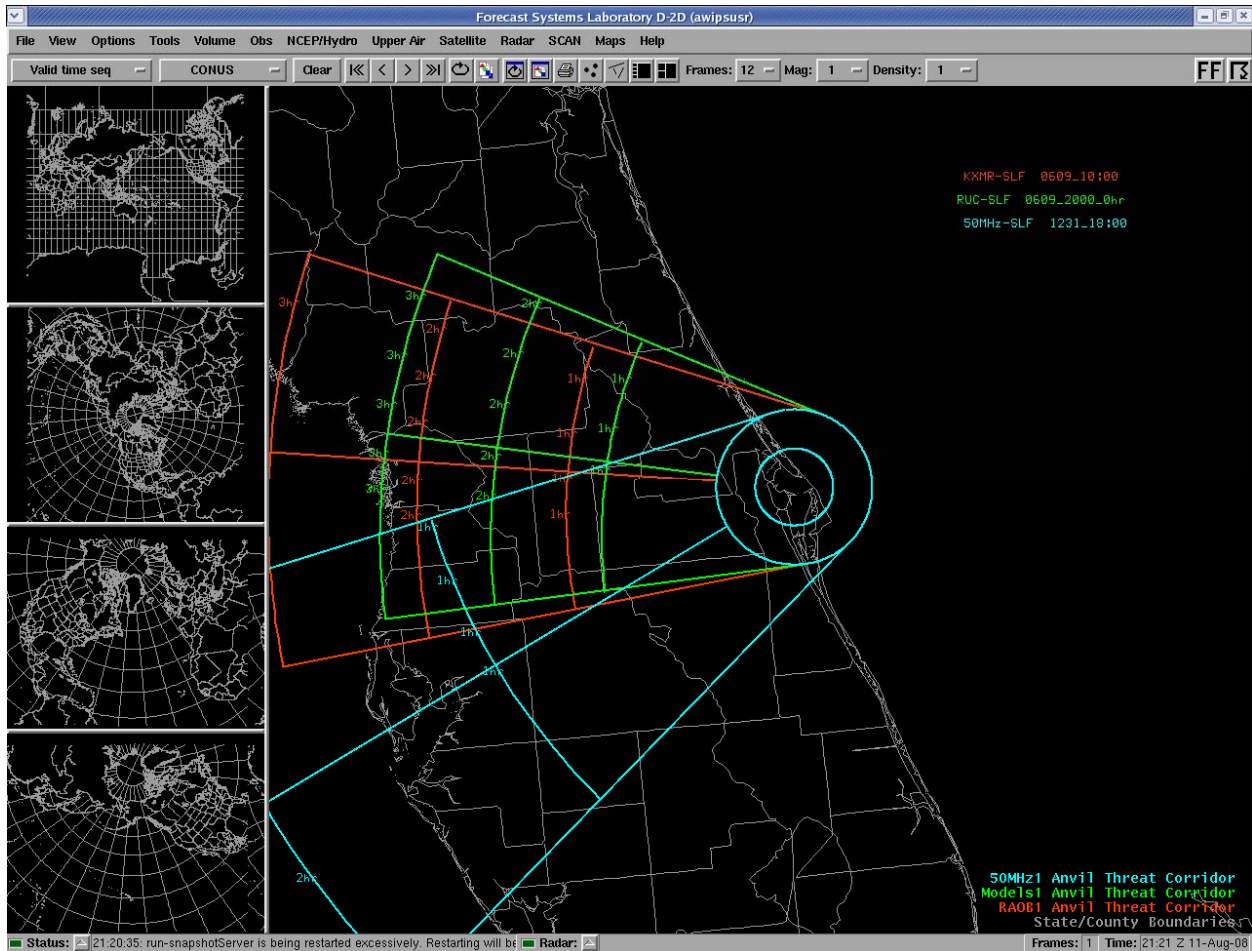 Forecast Systems Laboratory D-2D (awipsusr)
File View Options Tools Volume Obs NCEP/Hydro Upper Air Satellite Radar SCAN Maps Help
Valid time seq CONUS Clear Frames: 12 Mag: 1 Density: 1 FF
KXMR-SLF 0609_10:00
RUC-SLF 0609_2000_0hr
50MHz-SLF 1231_18:00
3hr 3hr 2hr 2hr
3hr 2hr 2hr 1hr 1hr
3hr 2hr 2hr 1hr 1hr
3hr 2hr 1hr 1hr
3hr 2hr 2hr
2hr 1hr 1hr
1hr
1hr
1hr
2hr
50MHz1 Anvil Threat Corridor
Models1 Anvil Threat Corridor
RAOB1 Anvil Threat Corridor
State/County Boundaries
Status: 21:20:35: run-snapshotServer is being restarted excessively. Restarting will be Radar: Frames: 1 Time: 21:21 Z 11-Aug-